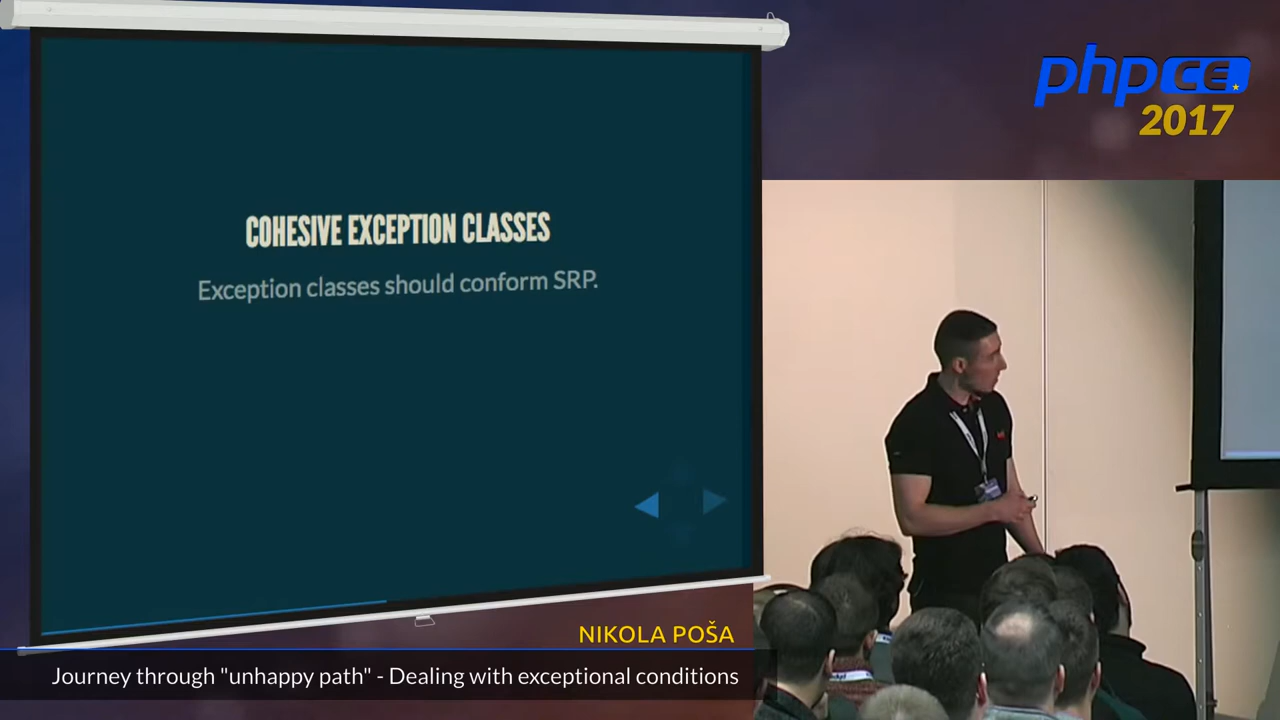 COHESIVE EXCEPTION CLASSES
Exception classes should conform SRP.
phpCE
2017
NIKOLA POŠA
Journey through "unhappy path" - Dealing with exceptional conditions